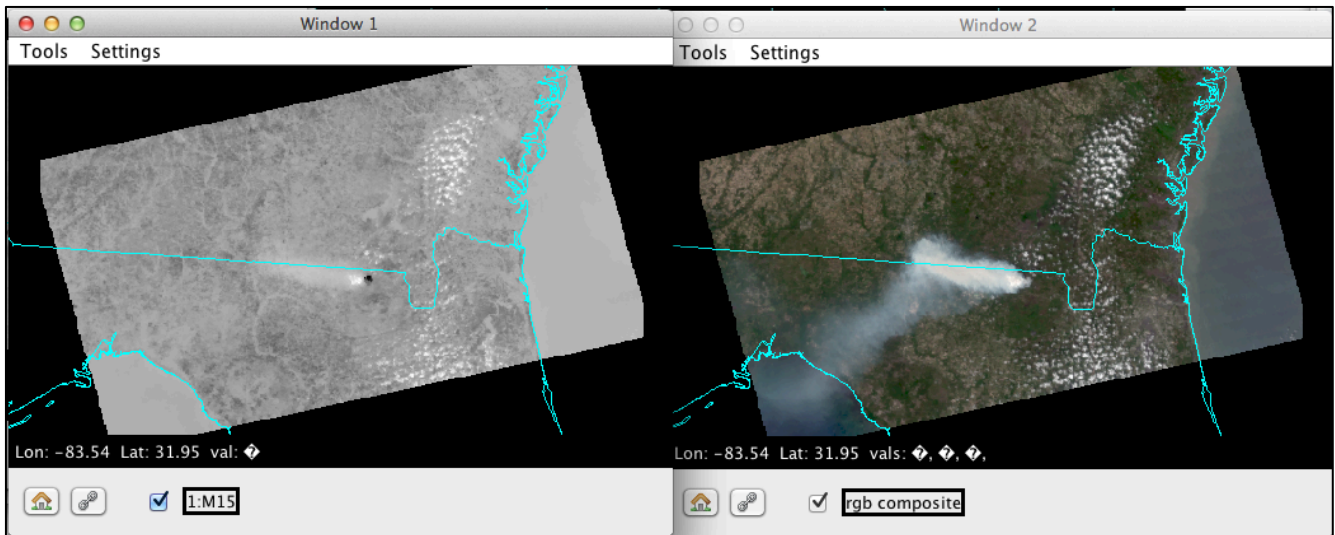 Window 1
Tools Settings
Lon: -83.54 Lat: 31.95 val: �
1:M15
Window 2
Tools Settings
Lon: -83.54 Lat: 31.95 vals: �, �, �,
rgb composite